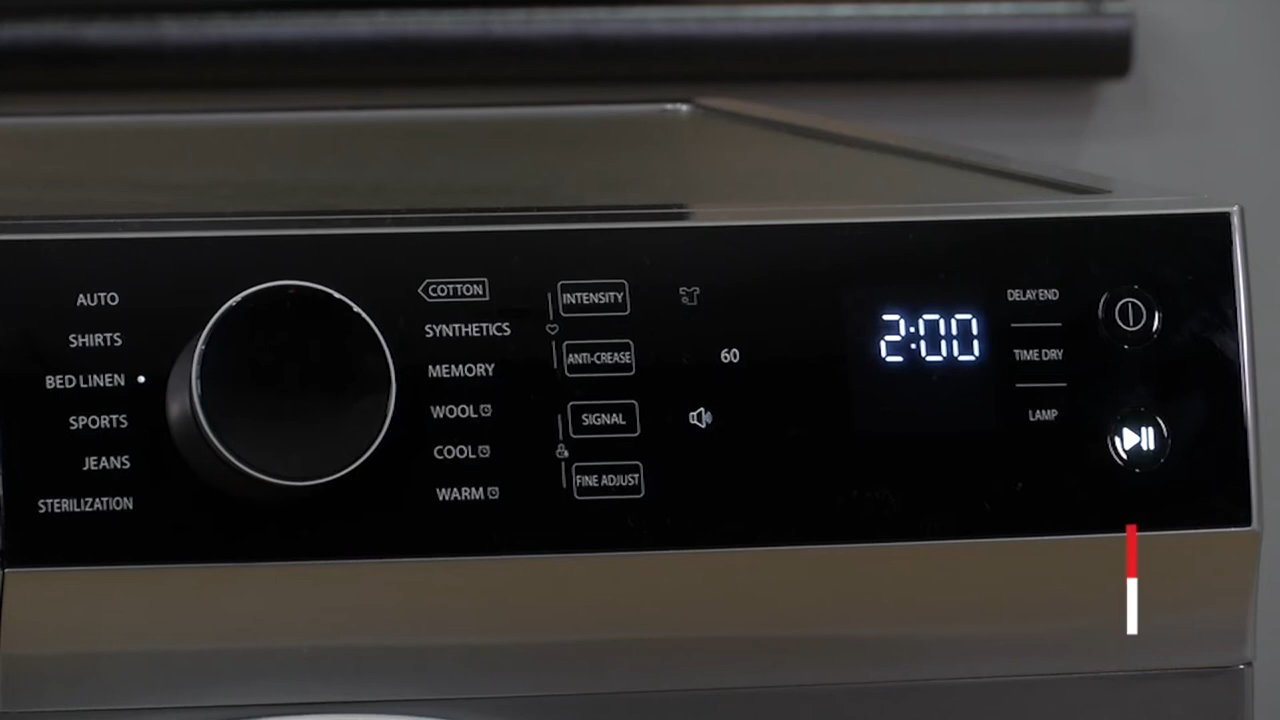 AUTO
SHIRTS
BED LINEN
SPORTS
JEANS
STERILIZATION
COTTON
SYNTHETICS
MEMORY
WOOL
COOL
WARM
INTENSITY
ANTI-CREASE
SIGNAL
FINE ADJUST
60
2:00
DELAY END
TIME DRY
LAMP